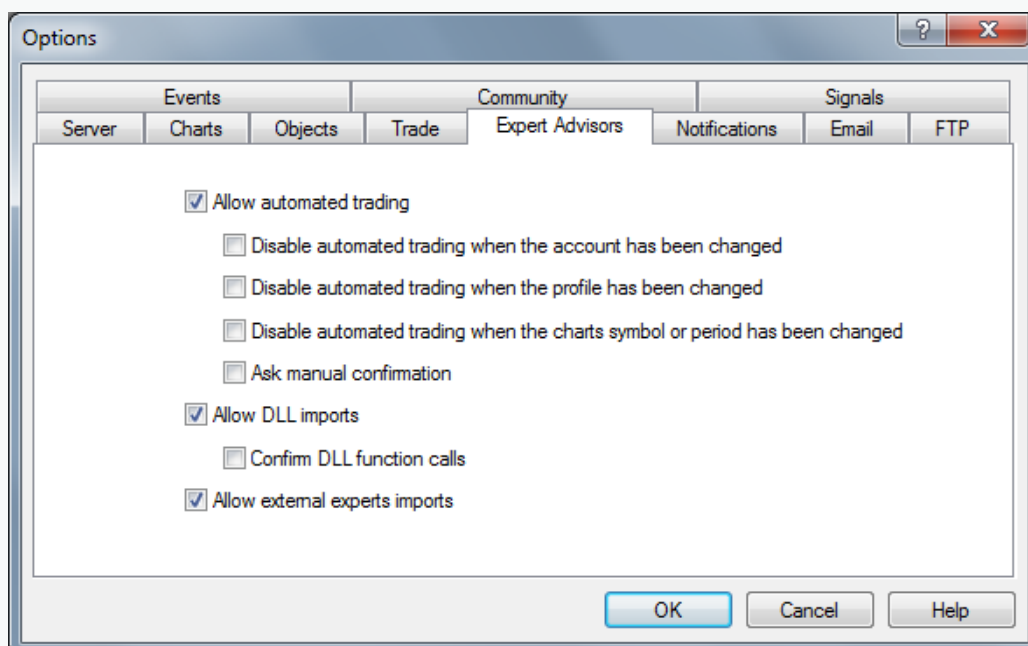 Options
Events Community Signals
Server Charts Objects Trade Expert Advisors Notifications Email FTP
Allow automated trading
Disable automated trading when the account has been changed
Disable automated trading when the profile has been changed
Disable automated trading when the charts symbol or period has been changed
Ask manual confirmation
Allow DLL imports
Confirm DLL function calls
Allow external experts imports
OK Cancel Help